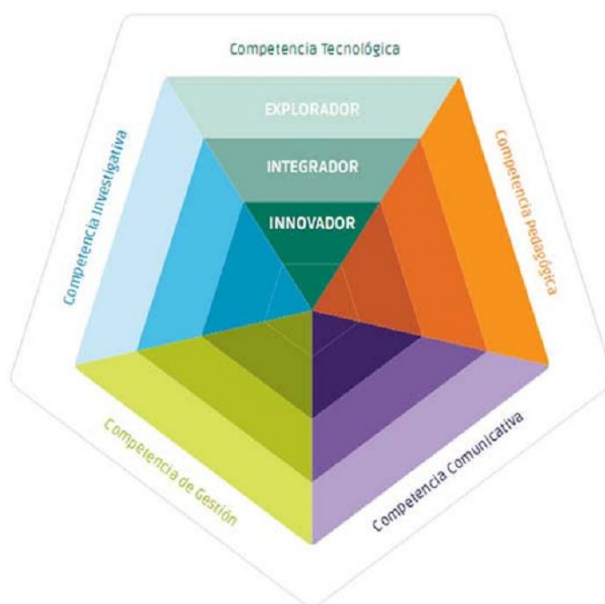 Competencia Tecnológica
EXPLORADOR
INTEGRADOR
INNOVADOR
Competencia Investigativa
Competencia Pedagógica
Competencia de Gestión
Competencia Comunicativa